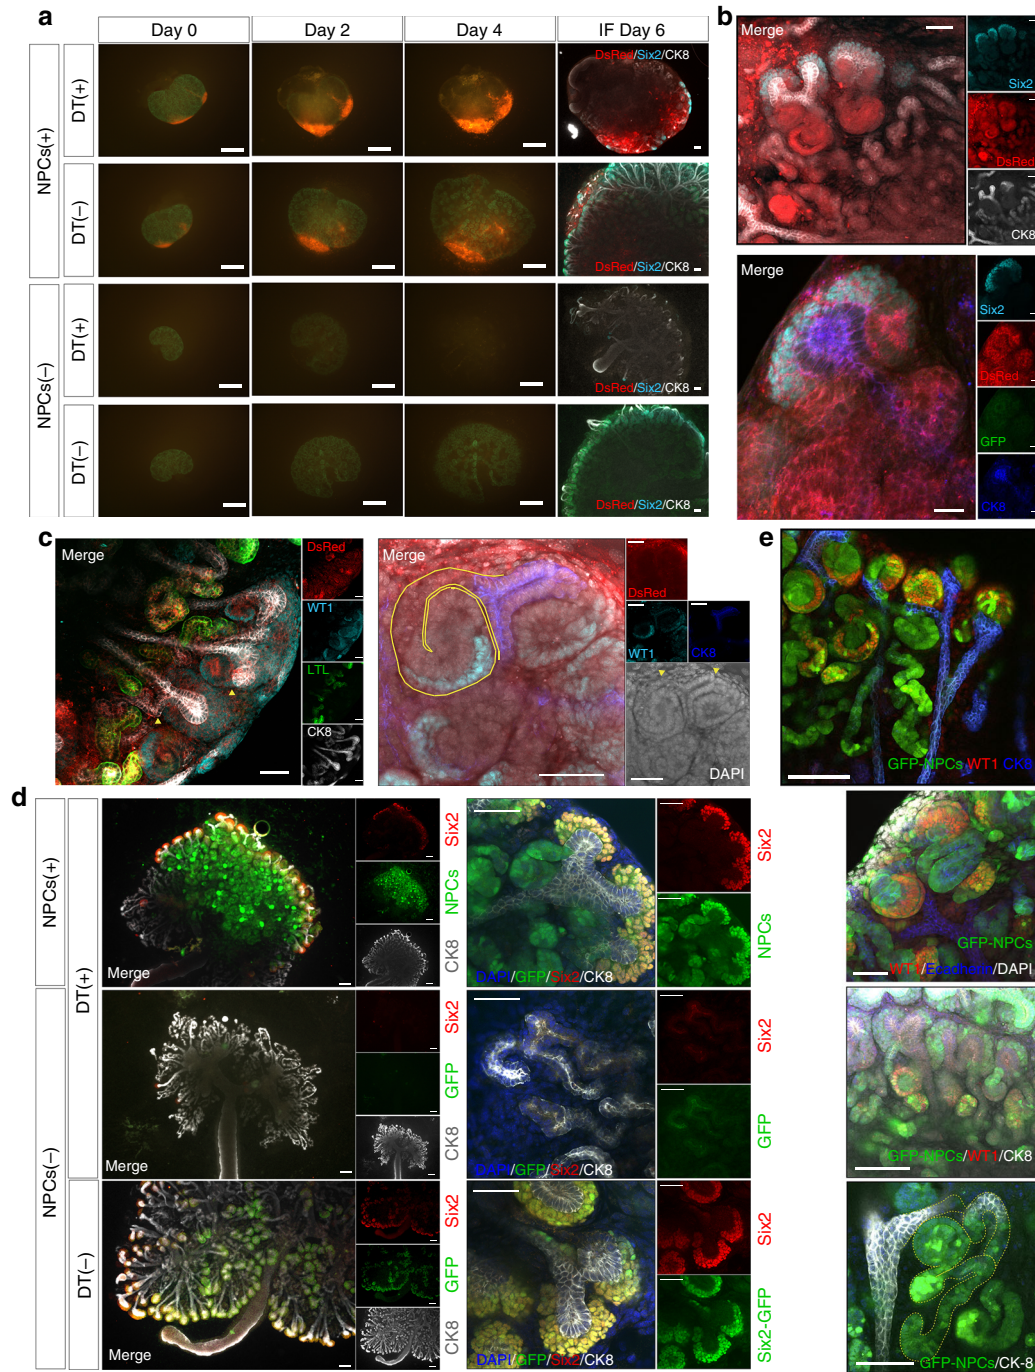 a
Day 0
Day 2
Day 4
IF Day 6
NPCs(+)
DT(+)
DsRed/Six2/CK8
DT(−)
DsRed/Six2/CK8
NPCs(−)
DT(+)
DsRed/Six2/CK8
DT(−)
DsRed/Six2/CK8
b
Merge
Six2
DsRed
CK8
Merge
Six2
DsRed
GFP
CK8
c
Merge
DsRed
WT1
LTL
CK8
Merge
DsRed
WT1
CK8
DAPI
e
GFP-NPCs WT1 CK8
GFP-NPCs
WT1/Ecadherin/DAPI
GFP-NPCs/WT1/CK8
GFP-NPCs/CK-8
d
NPCs(+)
DT(+)
Merge
Six2
NPCs
CK8
DAPI/GFP/Six2/CK8
Six2
NPCs
NPCs(−)
Merge
Six2
GFP
CK8
DAPI/GFP/Six2/CK8
Six2
GFP
DT(−)
Merge
Six2
GFP
CK8
DAPI/GFP/Six2/CK8
Six2
Six2-GFP